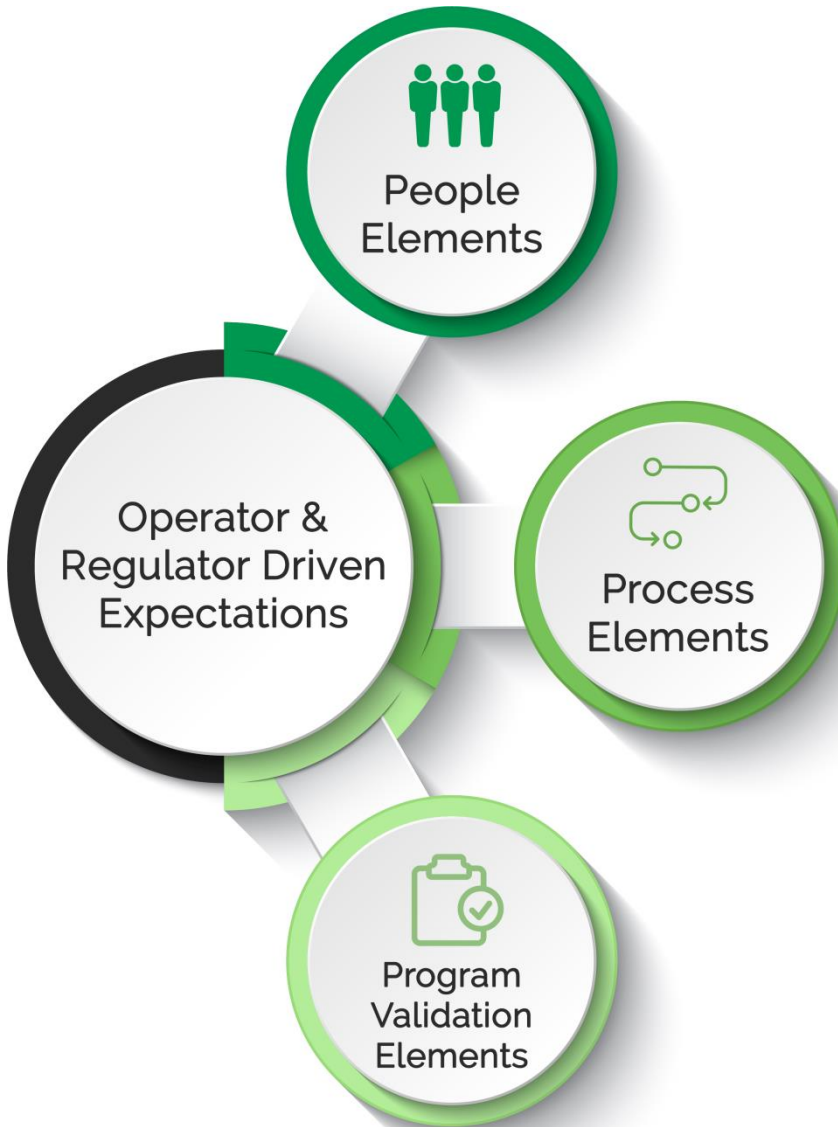 People
Elements
Operator &
Regulator Driven
Expectations
Process
Elements
Program
Validation
Elements